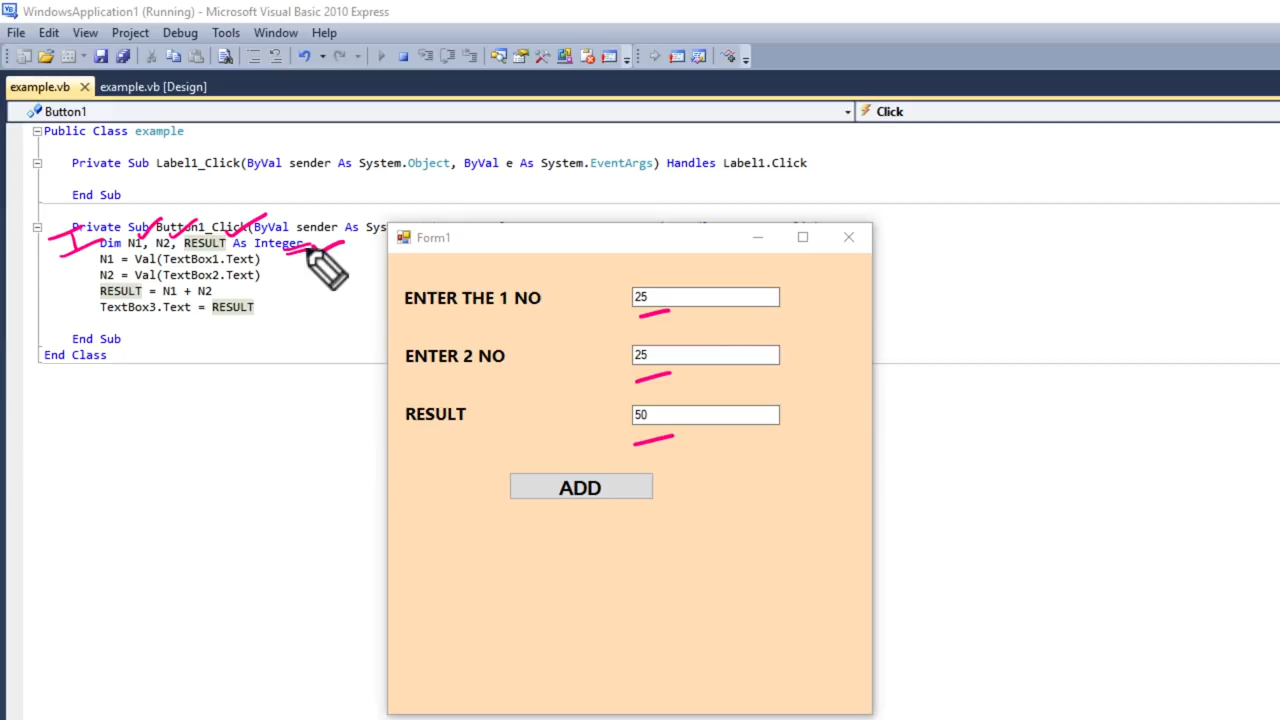 WindowsApplication1 (Running) - Microsoft Visual Basic 2010 Express
File Edit View Project Debug Tools Window Help
example.vb example.vb [Design]
Button1 Click
Public Class example
Private Sub Label1_Click(ByVal sender As System.Object, ByVal e As System.EventArgs) Handles Label1.Click
End Sub
Private Sub Button1_Click(ByVal sender As Sys
Dim N1, N2, RESULT As Integer
N1 = Val(TextBox1.Text)
N2 = Val(TextBox2.Text)
RESULT = N1 + N2
TextBox3.Text = RESULT
End Sub
End Class
Form1
ENTER THE 1 NO 25
ENTER 2 NO 25
RESULT 50
ADD